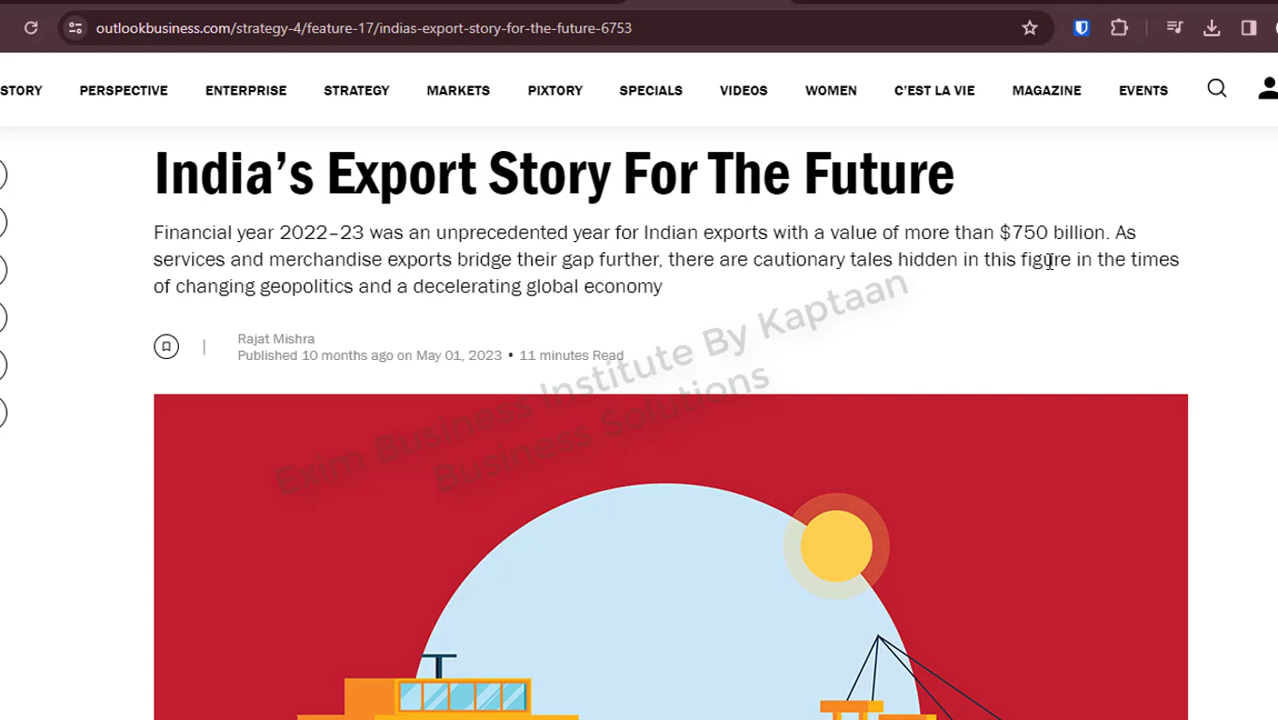 outlookbusiness.com/strategy-4/feature-17/indias-export-story-for-the-future-6753
STORY PERSPECTIVE ENTERPRISE STRATEGY MARKETS PIXTORY SPECIALS VIDEOS WOMEN C'EST LA VIE MAGAZINE EVENTS
India's Export Story For The Future
Financial year 2022–23 was an unprecedented year for Indian exports with a value of more than $750 billion. As
services and merchandise exports bridge their gap further, there are cautionary tales hidden in this figure in the times
of changing geopolitics and a decelerating global economy
Rajat Mishra
Published 10 months ago on May 01, 2023 • 11 minutes Read
Exim Business Institute By Kaptaan
Business Solutions